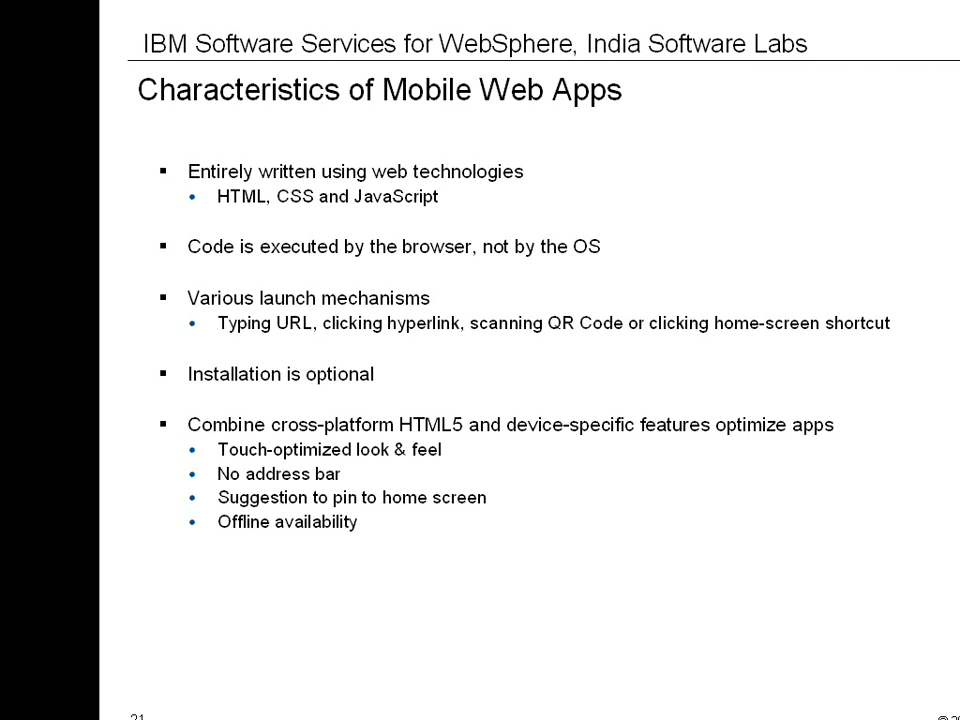 IBM Software Services for WebSphere, India Software Labs
Characteristics of Mobile Web Apps
▪ Entirely written using web technologies
• HTML, CSS and JavaScript
▪ Code is executed by the browser, not by the OS
▪ Various launch mechanisms
• Typing URL, clicking hyperlink, scanning QR Code or clicking home-screen shortcut
▪ Installation is optional
▪ Combine cross-platform HTML5 and device-specific features optimize apps
• Touch-optimized look & feel
• No address bar
• Suggestion to pin to home screen
• Offline availability
21